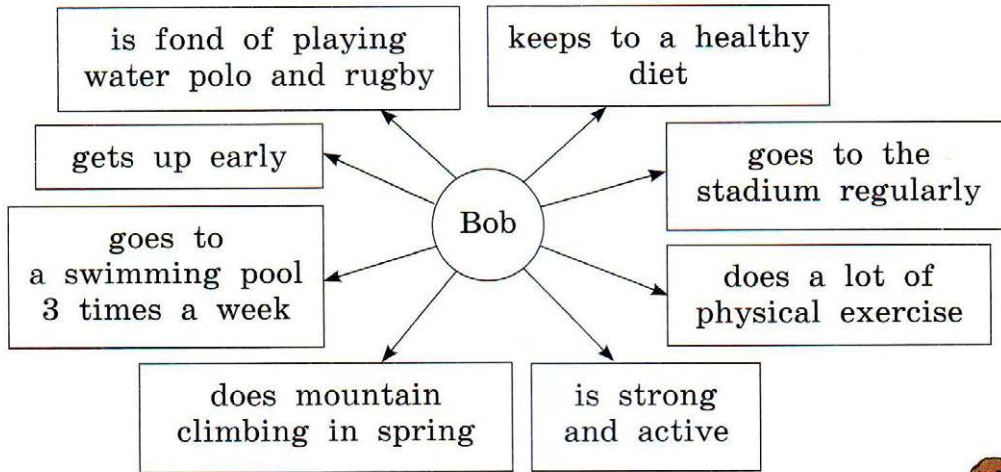 is fond of playing
water polo and rugby
keeps to a healthy
diet
gets up early
goes to the
stadium regularly
Bob
goes to
a swimming pool
3 times a week
does a lot of
physical exercise
does mountain
climbing in spring
is strong
and active